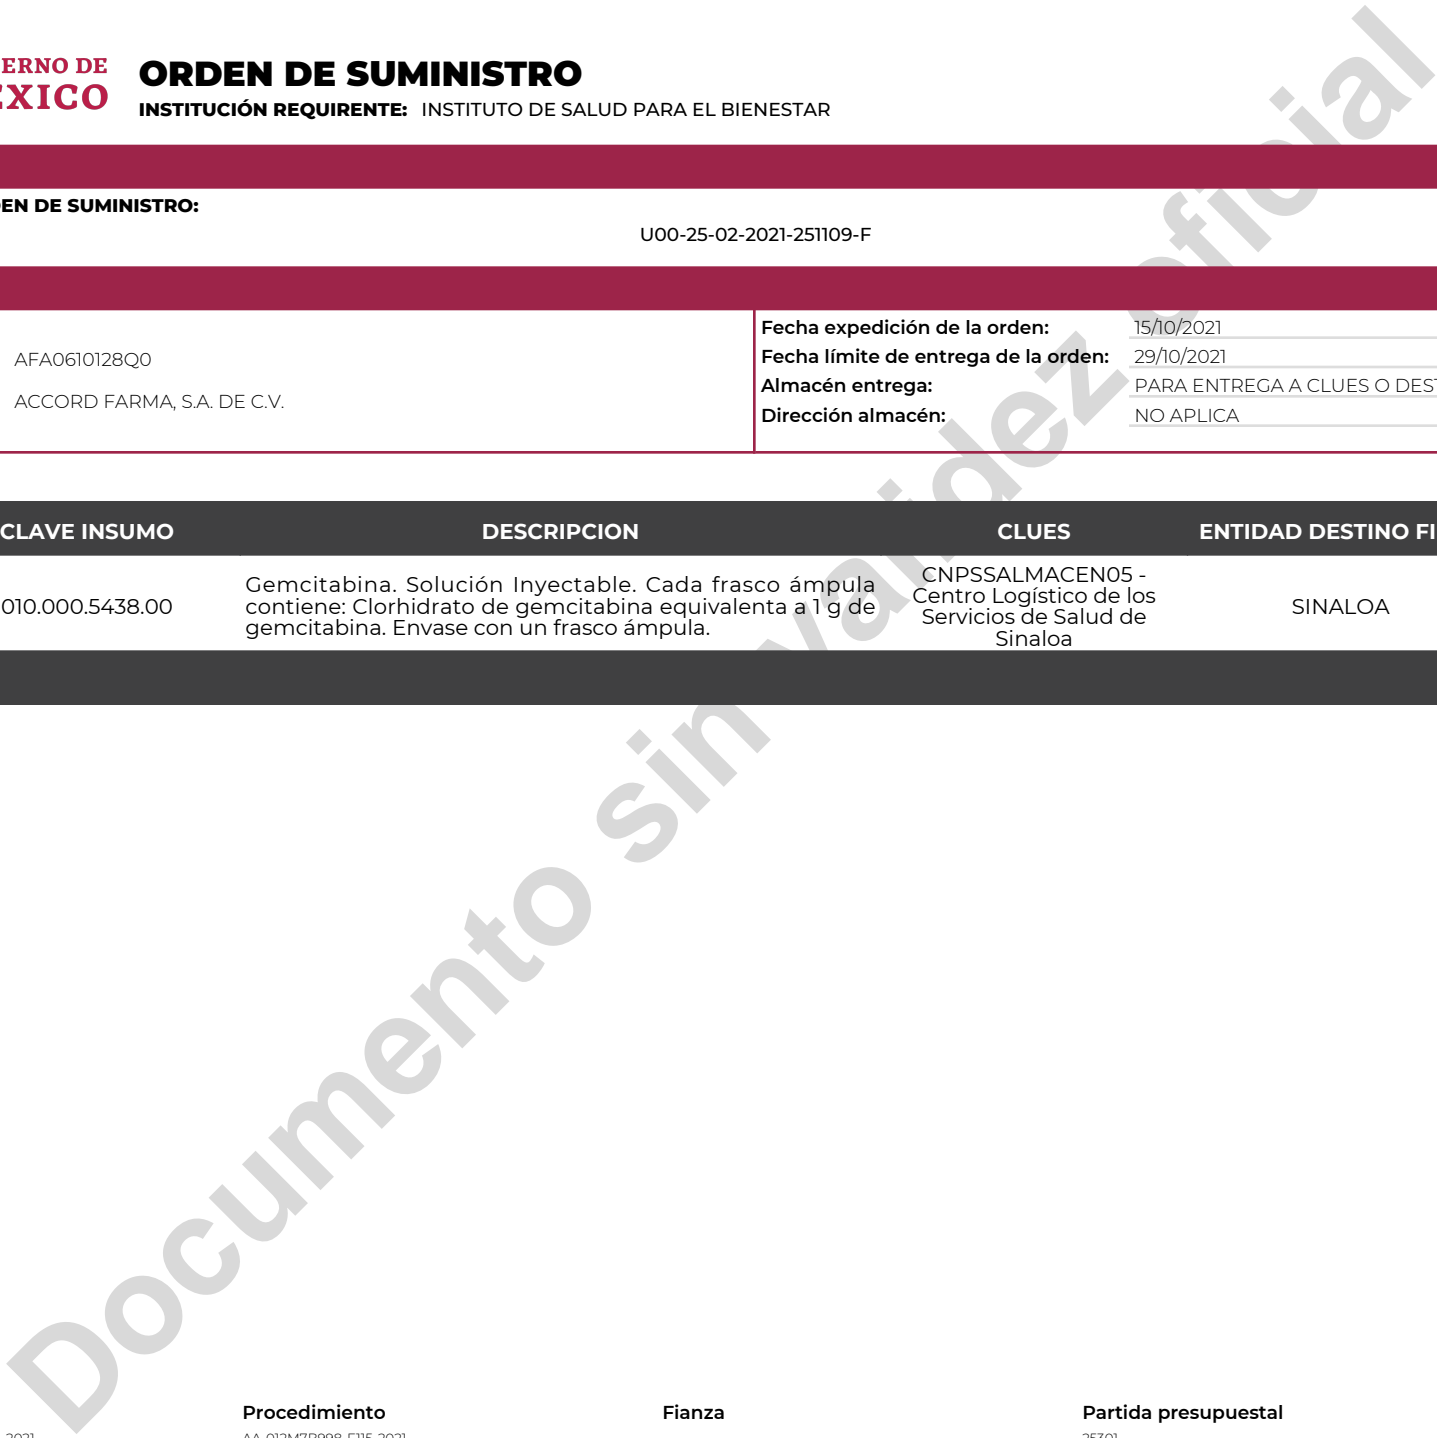 ERNO DE
ORDEN DE SUMINISTRO
INSTITUCIÓN REQUIRENTE: INSTITUTO DE SALUD PARA EL BIENESTAR
EN DE SUMINISTRO:
U00-25-02-2021-251109-F
AFA0610128Q0
ACCORD FARMA, S.A. DE C.V.
Fecha expedición de la orden: 15/10/2021
Fecha límite de entrega de la orden: 29/10/2021
Almacén entrega: PARA ENTREGA A CLUES O DEST
Dirección almacén: NO APLICA
CLAVE INSUMO DESCRIPCION CLUES ENTIDAD DESTINO FI
010.000.5438.00
Gemcitabina. Solución Inyectable. Cada frasco ámpula
contiene: Clorhidrato de gemcitabina equivalenta a 1 g de
gemcitabina. Envase con un frasco ámpula.
CNPSSALMACEN05 -
Centro Logístico de los
Servicios de Salud de
Sinaloa
SINALOA
Documento sin validez oficial
Procedimiento Fianza Partida presupuestal